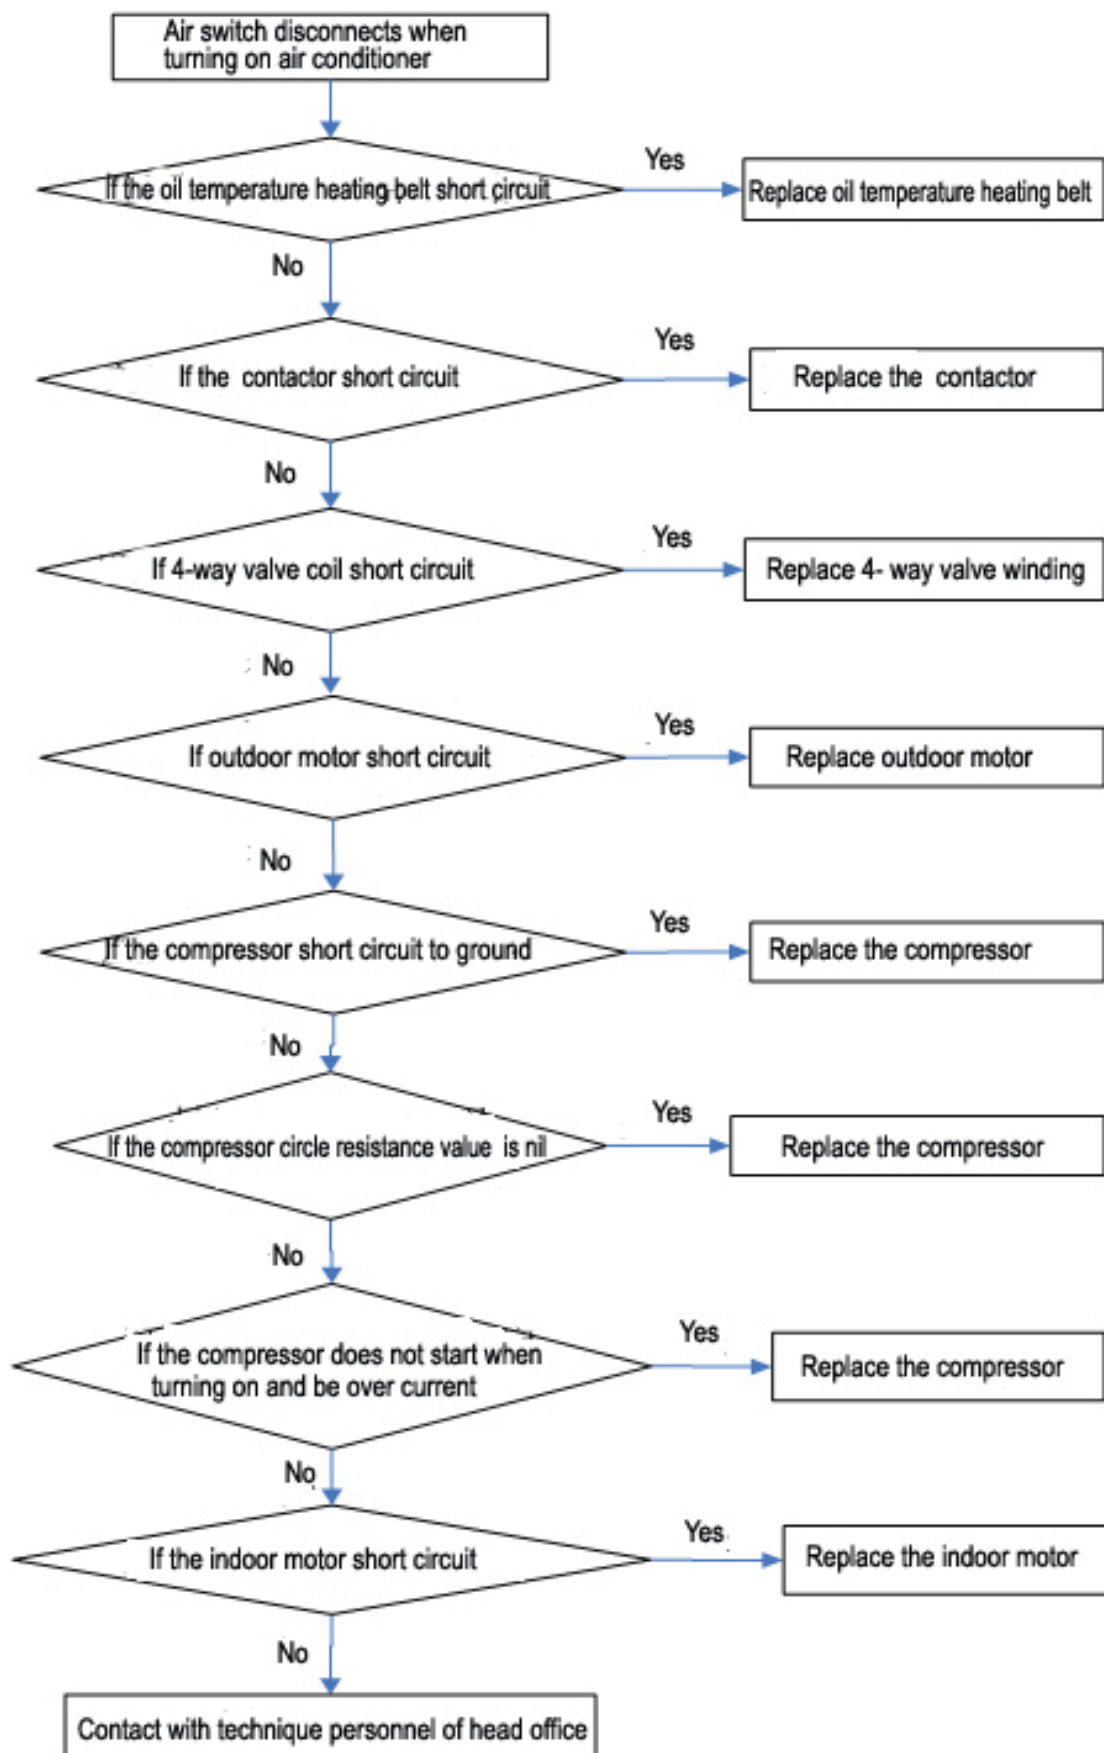 Air switch disconnects when
turning on air conditioner
If the oil temperature heating belt short circuit
Yes
Replace oil temperature heating belt
No
If the contactor short circuit
Yes
Replace the contactor
No
If 4-way valve coil short circuit
Yes
Replace 4- way valve winding
No
If outdoor motor short circuit
Yes
Replace outdoor motor
No
If the compressor short circuit to ground
Yes
Replace the compressor
No
If the compressor circle resistance value is nil
Yes
Replace the compressor
No
If the compressor does not start when
turning on and be over current
Yes
Replace the compressor
No
If the indoor motor short circuit
Yes
Replace the indoor motor
No
Contact with technique personnel of head office